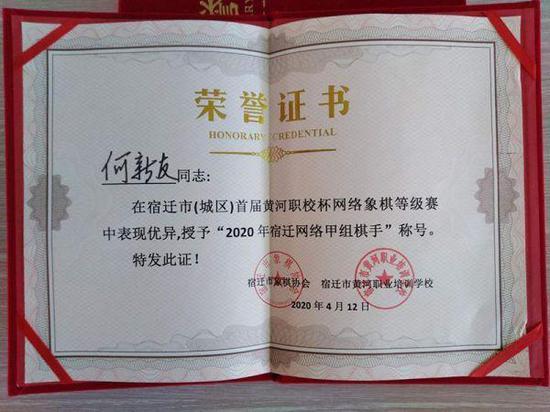 荣誉证书
HONORARY CREDENTIAL
何新友同志:
在宿迁市(城区)首届黄河职校杯网络象棋等级赛
中表现优异,授予“2020年宿迁网络甲组棋手”称号。
特发此证!
宿迁市象棋协会 宿迁市黄河职业培训学校
2020年4月12日